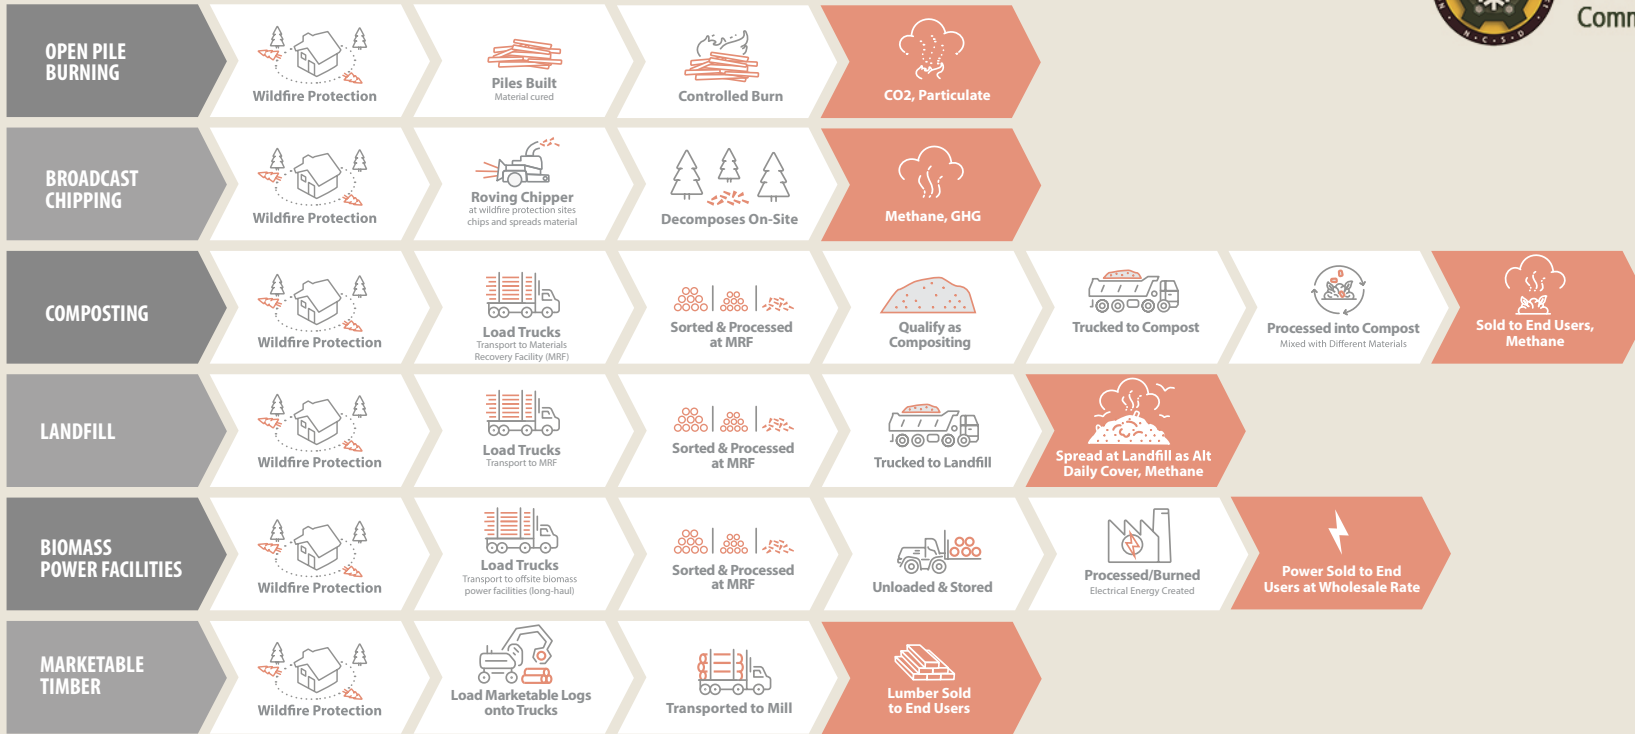 Comm
N·C·S·D
OPEN PILE
BURNING
Wildfire Protection
Piles Built
Material cured
Controlled Burn
CO2, Particulate
BROADCAST
CHIPPING
Wildfire Protection
Roving Chipper
at wildfire protection sites
chips and spreads material
Decomposes On-Site
Methane, GHG
COMPOSTING
Wildfire Protection
Load Trucks
Transport to Materials
Recovery Facility (MRF)
Sorted & Processed
at MRF
Qualify as
Compositing
Trucked to Compost
Processed into Compost
Mixed with Different Materials
Sold to End Users,
Methane
LANDFILL
Wildfire Protection
Load Trucks
Transport to MRF
Sorted & Processed
at MRF
Trucked to Landfill
Spread at Landfill as Alt
Daily Cover, Methane
BIOMASS
POWER FACILITIES
Wildfire Protection
Load Trucks
Transport to offsite biomass
power facilities (long-haul)
Sorted & Processed
at MRF
Unloaded & Stored
Processed/Burned
Electrical Energy Created
Power Sold to End
Users at Wholesale Rate
MARKETABLE
TIMBER
Wildfire Protection
Load Marketable Logs
onto Trucks
Transported to Mill
Lumber Sold
to End Users